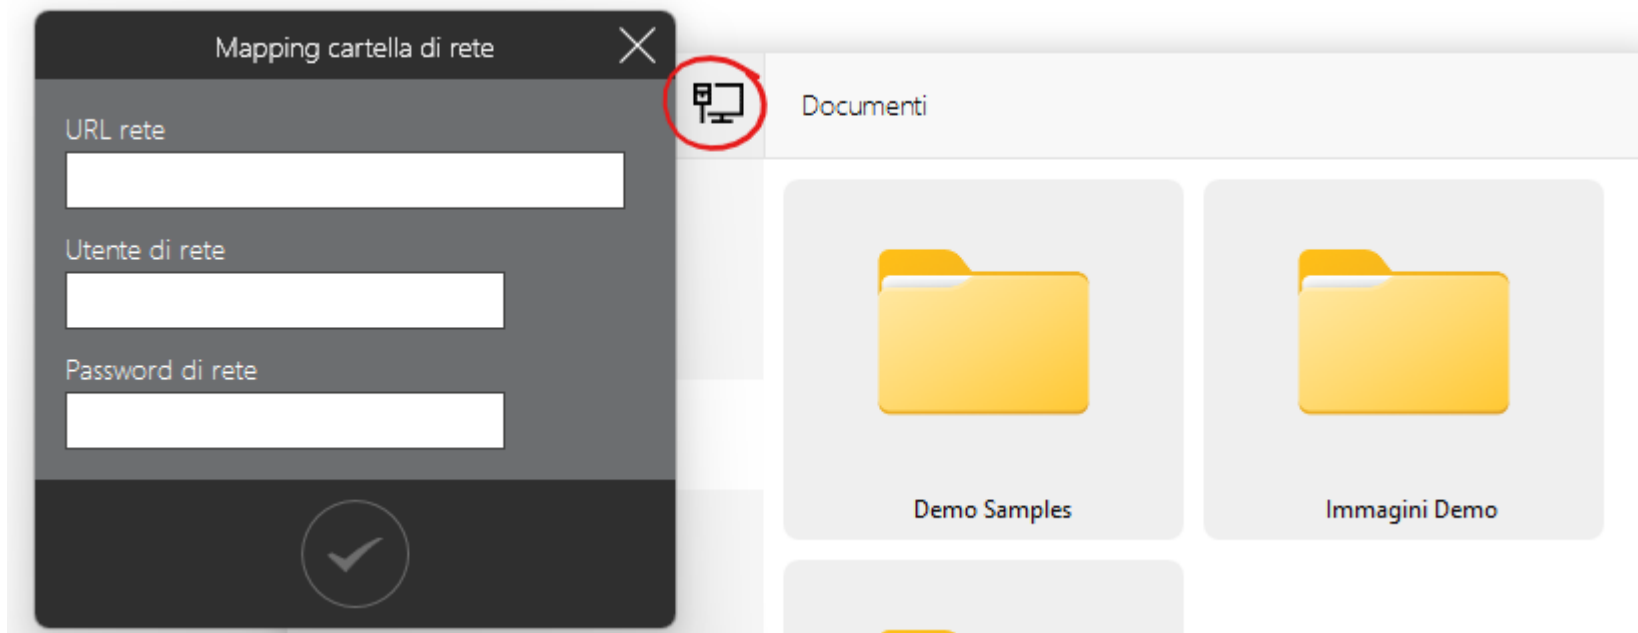 Mapping cartella di rete
URL rete
Utente di rete
Password di rete
Documenti
Demo Samples
Immagini Demo